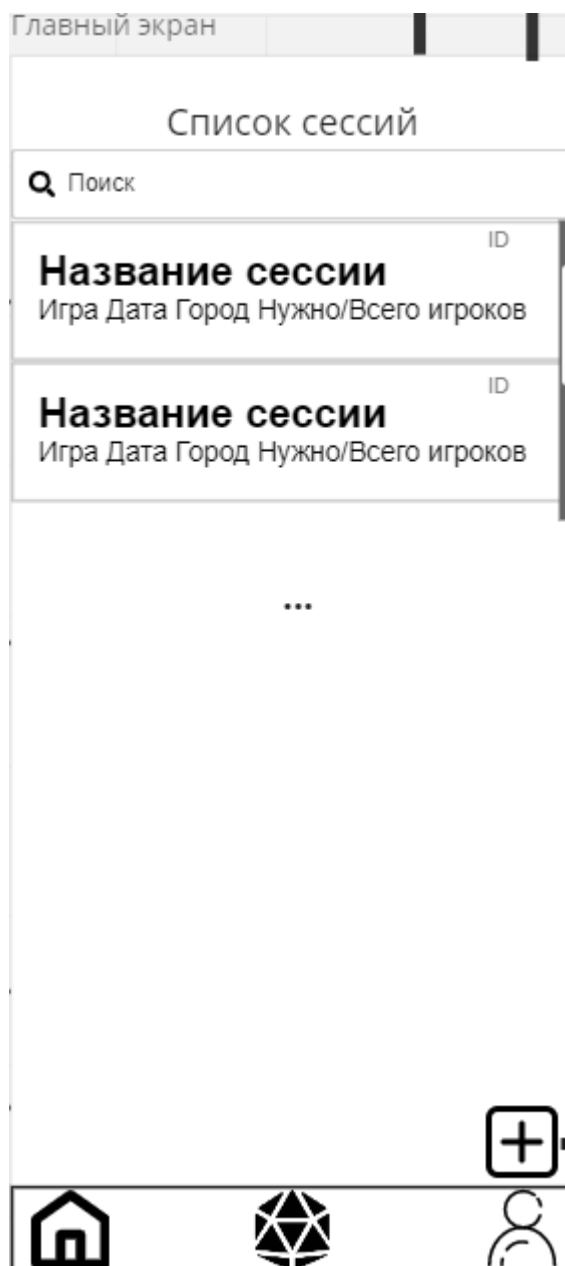 Главный экран
Список сессий
Поиск
ID
Название сессии
Игра Дата Город Нужно/Всего игроков
ID
Название сессии
Игра Дата Город Нужно/Всего игроков
...